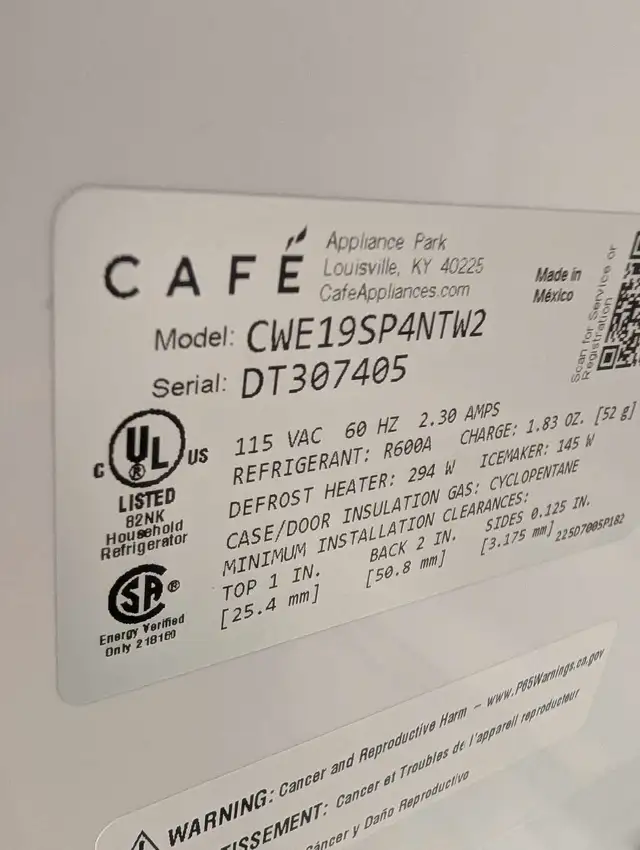 CAFÉ
Appliance Park
Louisville, KY 40225
CafeAppliances.com
Made in
México
Scan for Service or
Registration
Model: CWE19SP4NTW2
Serial: DT307405
C UL ® US
LISTED
82NK
Household
Refrigerator
SA ®
Energy Verified
Only 218160
115 VAC 60 HZ 2.30 AMPS
REFRIGERANT: R600A CHARGE: 1.83 OZ. [52 g]
DEFROST HEATER: 294 W ICEMAKER: 145 W
CASE/DOOR INSULATION GAS: CYCLOPENTANE
MINIMUM INSTALLATION CLEARANCES:
TOP 1 IN. BACK 2 IN. SIDES 0.125 IN.
[25.4 mm] [50.8 mm] [3.175 mm] 225D7005P182
WARNING: Cancer and Reproductive Harm – www.P65Warnings.ca.gov
TISSEMENT: Cancer et Troubles de l'appareil reproducteur
Cáncer y Daño Reproductivo